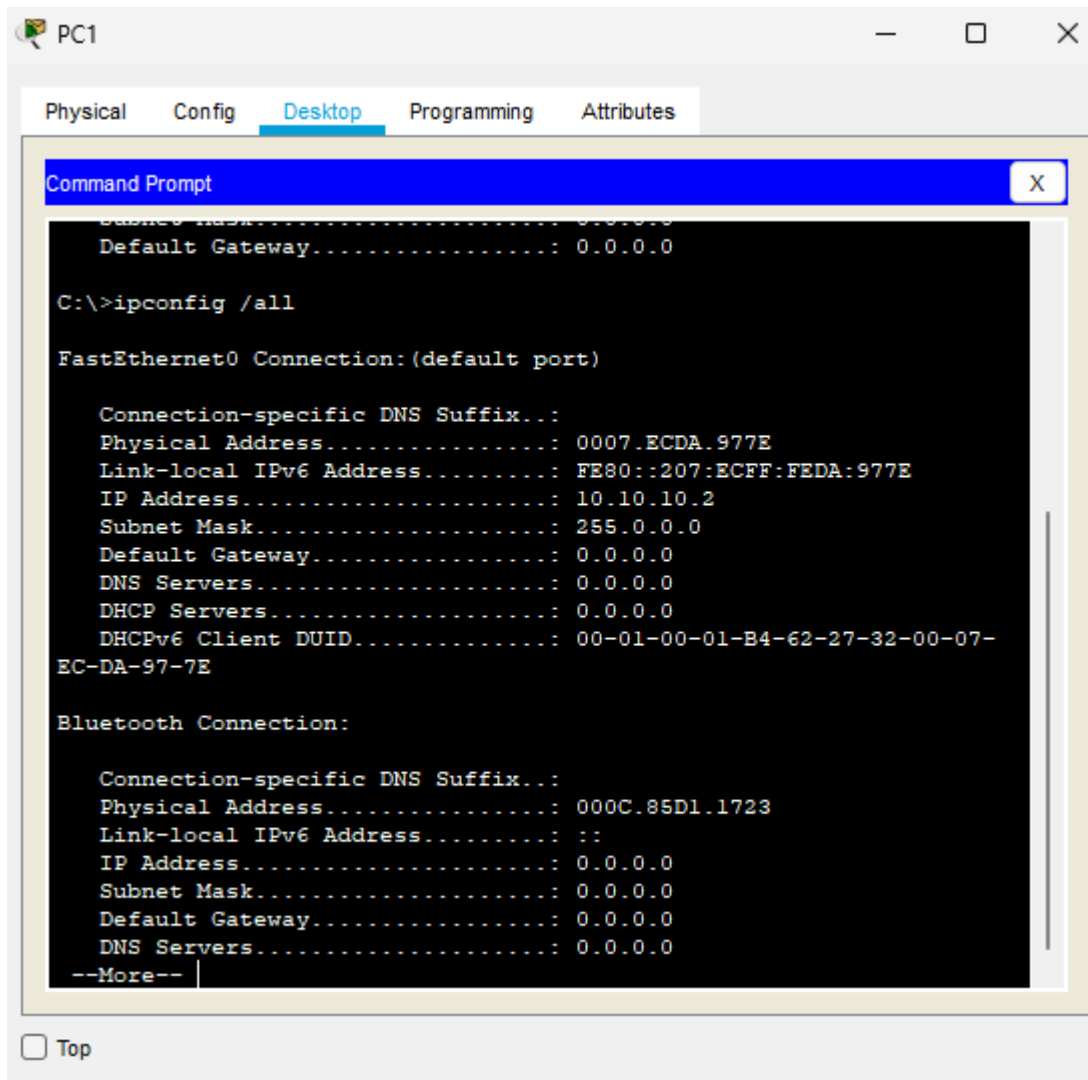 PC1
Physical Config Desktop Programming Attributes
Command Prompt X
Subnet Mask......................: 0.0.0.0
Default Gateway.................: 0.0.0.0
C:\>ipconfig /all
FastEthernet0 Connection:(default port)
Connection-specific DNS Suffix..:
Physical Address................: 0007.ECDA.977E
Link-local IPv6 Address.........: FE80::207:ECFF:FEDA:977E
IP Address......................: 10.10.10.2
Subnet Mask.....................: 255.0.0.0
Default Gateway.................: 0.0.0.0
DNS Servers.....................: 0.0.0.0
DHCP Servers....................: 0.0.0.0
DHCPv6 Client DUID..............: 00-01-00-01-B4-62-27-32-00-07-
EC-DA-97-7E
Bluetooth Connection:
Connection-specific DNS Suffix..:
Physical Address................: 000C.85D1.1723
Link-local IPv6 Address.........: ::
IP Address......................: 0.0.0.0
Subnet Mask.....................: 0.0.0.0
Default Gateway.................: 0.0.0.0
DNS Servers.....................: 0.0.0.0
--More--
Top